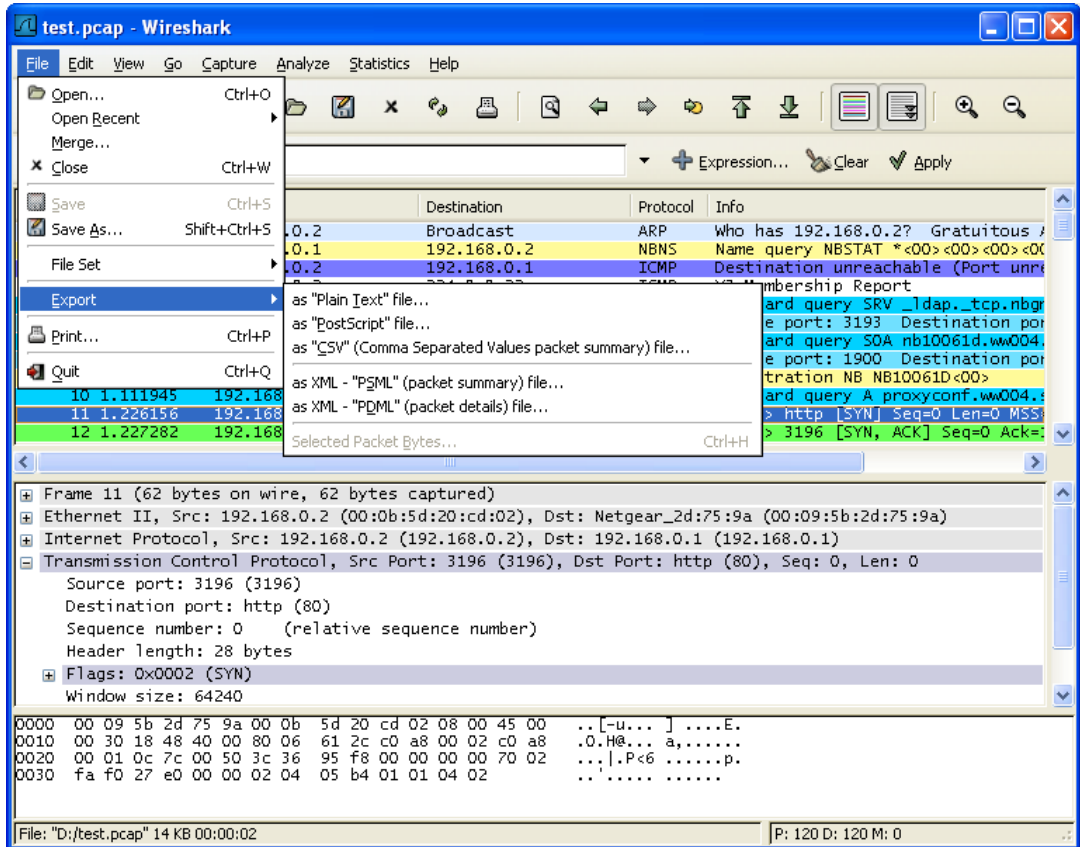 test.pcap - Wireshark
File Edit View Go Capture Analyze Statistics Help
Open... Ctrl+O
Open Recent
Merge...
Close Ctrl+W
Save Ctrl+S
Save As... Shift+Ctrl+S
File Set
Export
Print... Ctrl+P
Quit Ctrl+Q
Expression... Clear Apply
Destination Protocol Info
.0.2 Broadcast ARP Who has 192.168.0.2? Gratuitous
.0.1 192.168.0.2 NBNS Name query NBSTAT *<00><00><00><00
.0.2 192.168.0.1 ICMP Destination unreachable (Port unre
Membership Report
as "Plain Text" file...
as "PostScript" file...
as "CSV" (Comma Separated Values packet summary) file...
as XML - "PSML" (packet summary) file...
as XML - "PDML" (packet details) file...
Selected Packet Bytes... Ctrl+H
ard query SRV _ldap._tcp.nbgm
e port: 3193 Destination por
ard query SOA nb10061d.ww004.
e port: 1900 Destination por
tration NB NB10061D<00>
10 1.111945 192.168 ard query A proxyconf.ww004.s
11 1.226156 192.168 > http [SYN] Seq=0 Len=0 MSS
12 1.227282 192.168 > 3196 [SYN, ACK] Seq=0 Ack=
Frame 11 (62 bytes on wire, 62 bytes captured)
Ethernet II, Src: 192.168.0.2 (00:0b:5d:20:cd:02), Dst: Netgear_2d:75:9a (00:09:5b:2d:75:9a)
Internet Protocol, Src: 192.168.0.2 (192.168.0.2), Dst: 192.168.0.1 (192.168.0.1)
Transmission Control Protocol, Src Port: 3196 (3196), Dst Port: http (80), Seq: 0, Len: 0
Source port: 3196 (3196)
Destination port: http (80)
Sequence number: 0 (relative sequence number)
Header length: 28 bytes
Flags: 0x0002 (SYN)
Window size: 64240
0000 00 09 5b 2d 75 9a 00 0b 5d 20 cd 02 08 00 45 00 ..[-u... ] ....E.
0010 00 30 18 48 40 00 80 06 61 2c c0 a8 00 02 c0 a8 .0.H@... a,......
0020 00 01 0c 7c 00 50 3c 36 95 f8 00 00 00 00 70 02 ...|.P<6 ......p.
0030 fa f0 27 e0 00 00 02 04 05 b4 01 01 04 02 ..'..... ......
File: "D:/test.pcap" 14 KB 00:00:02 P: 120 D: 120 M: 0